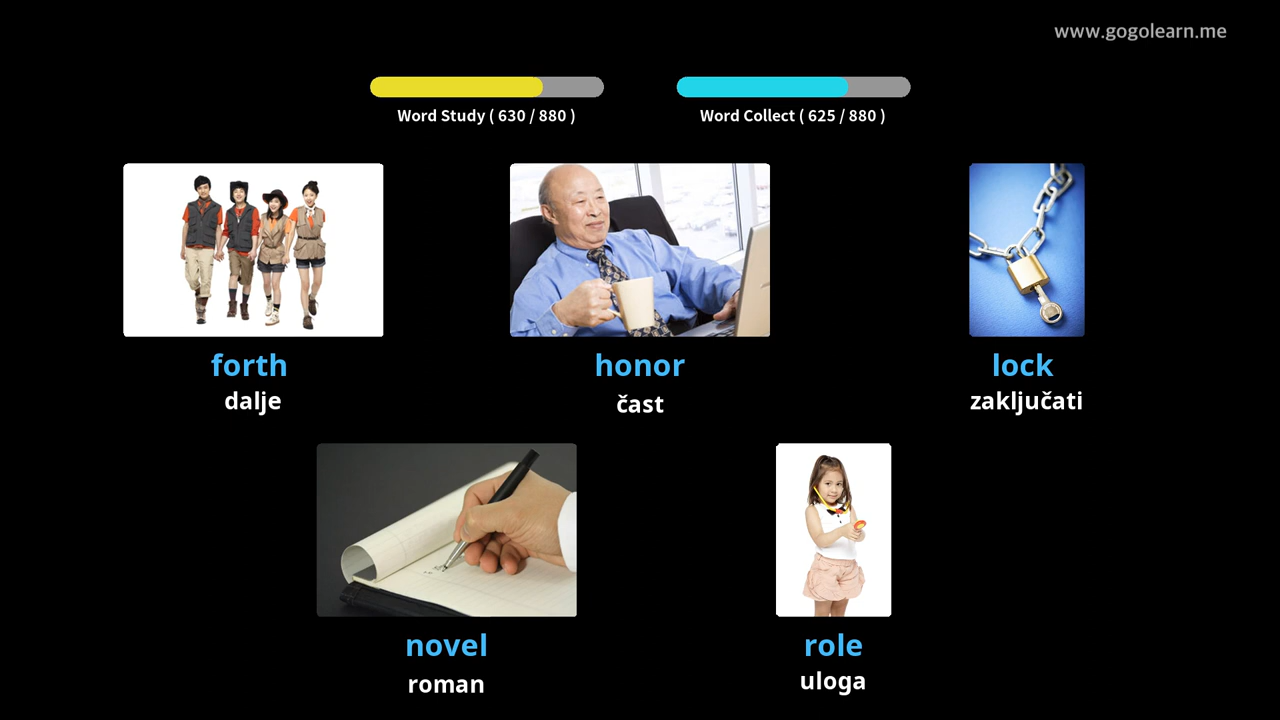 www.gogolearn.me
Word Study ( 630 / 880 )
Word Collect ( 625 / 880 )
forth
dalje
honor
čast
lock
zaključati
novel
roman
role
uloga